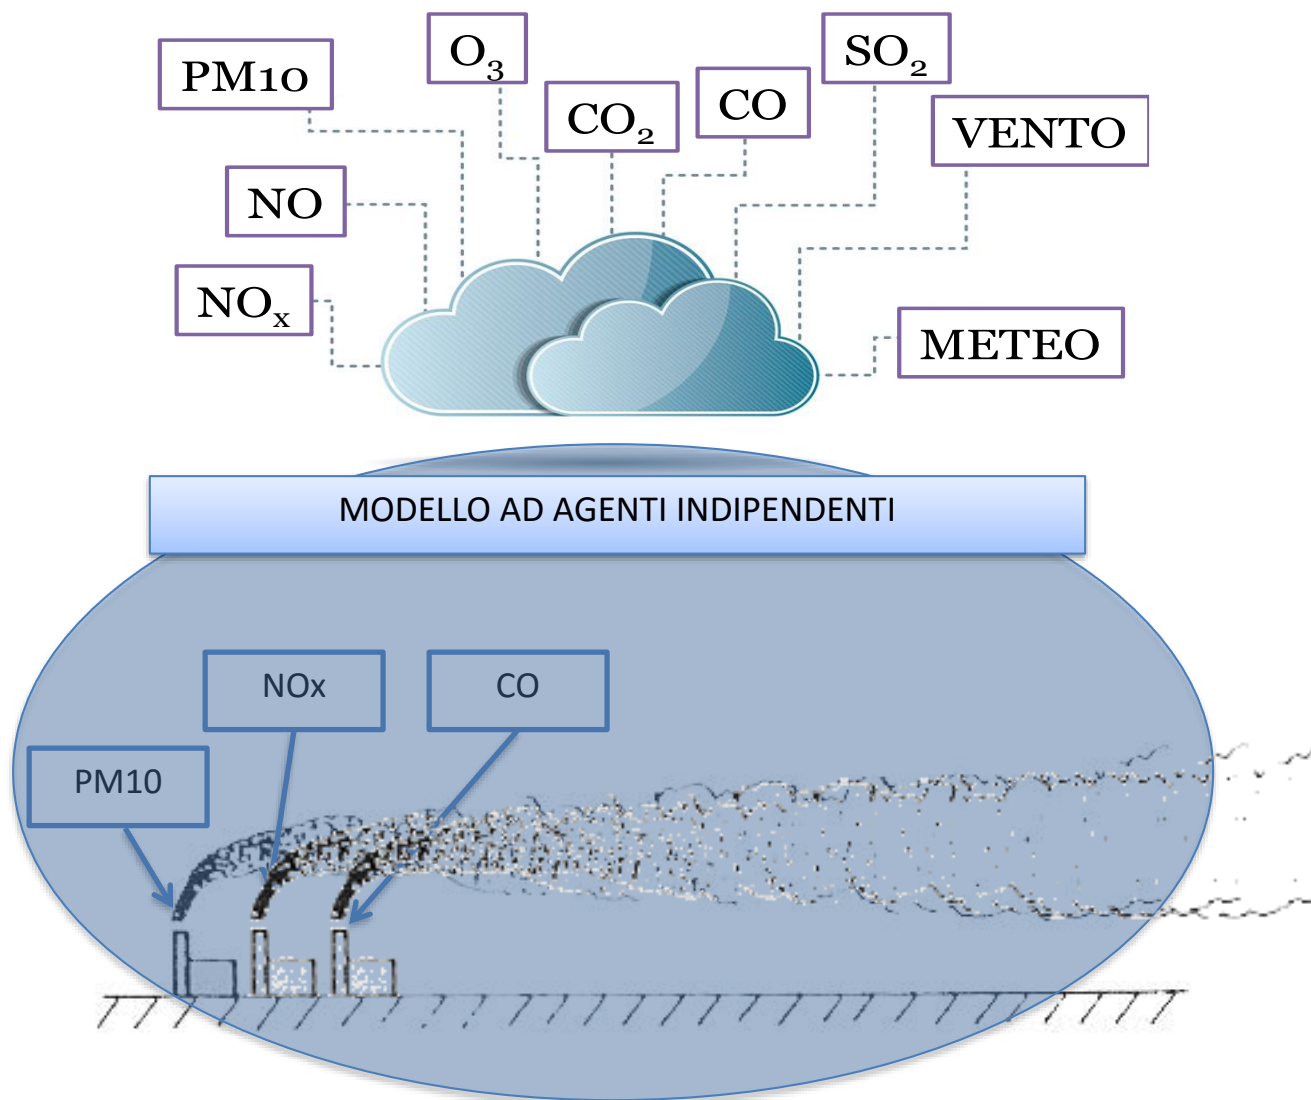 PM10
O₃
CO₂
CO
SO₂
VENTO
NO
NOₓ
METEO
MODELLO AD AGENTI INDIPENDENTI
NOx
CO
PM10